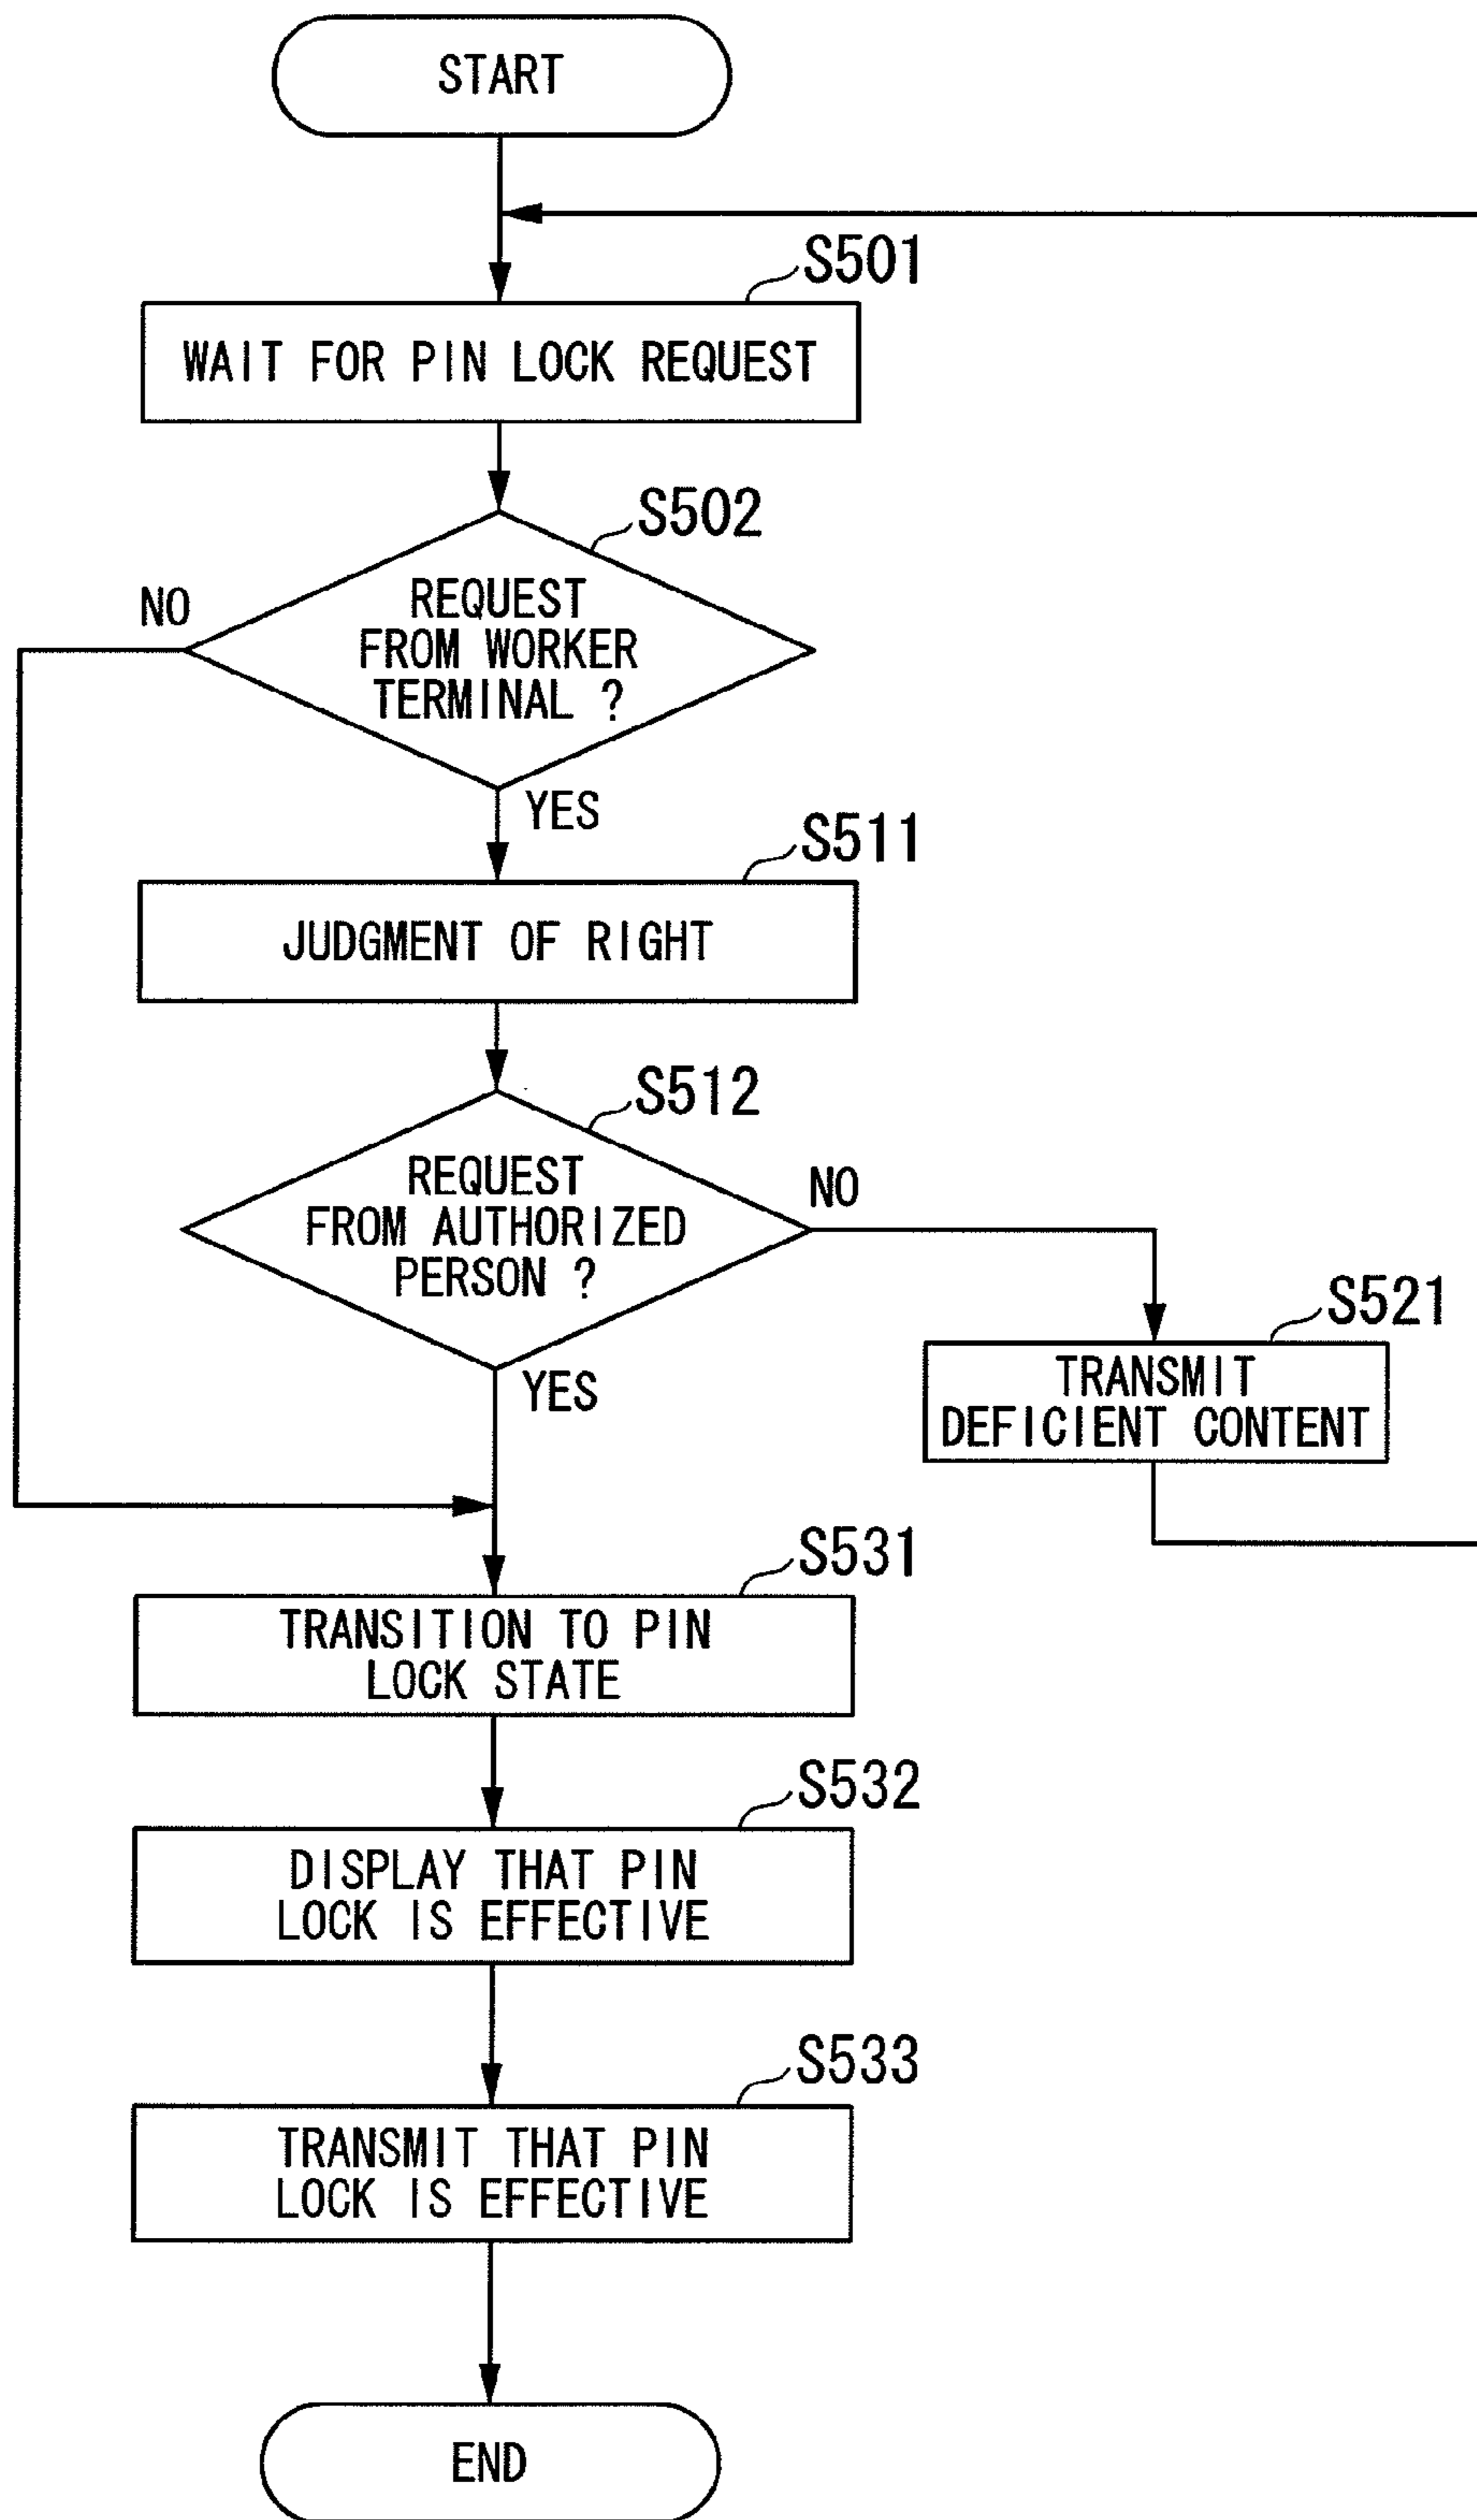 START
S501
WAIT FOR PIN LOCK REQUEST
S502
REQUEST
FROM WORKER
TERMINAL ?
NO
YES
S511
JUDGMENT OF RIGHT
S512
REQUEST
FROM AUTHORIZED
PERSON ?
NO
YES
S521
TRANSMIT
DEFICIENT CONTENT
S531
TRANSITION TO PIN
LOCK STATE
S532
DISPLAY THAT PIN
LOCK IS EFFECTIVE
S533
TRANSMIT THAT PIN
LOCK IS EFFECTIVE
END